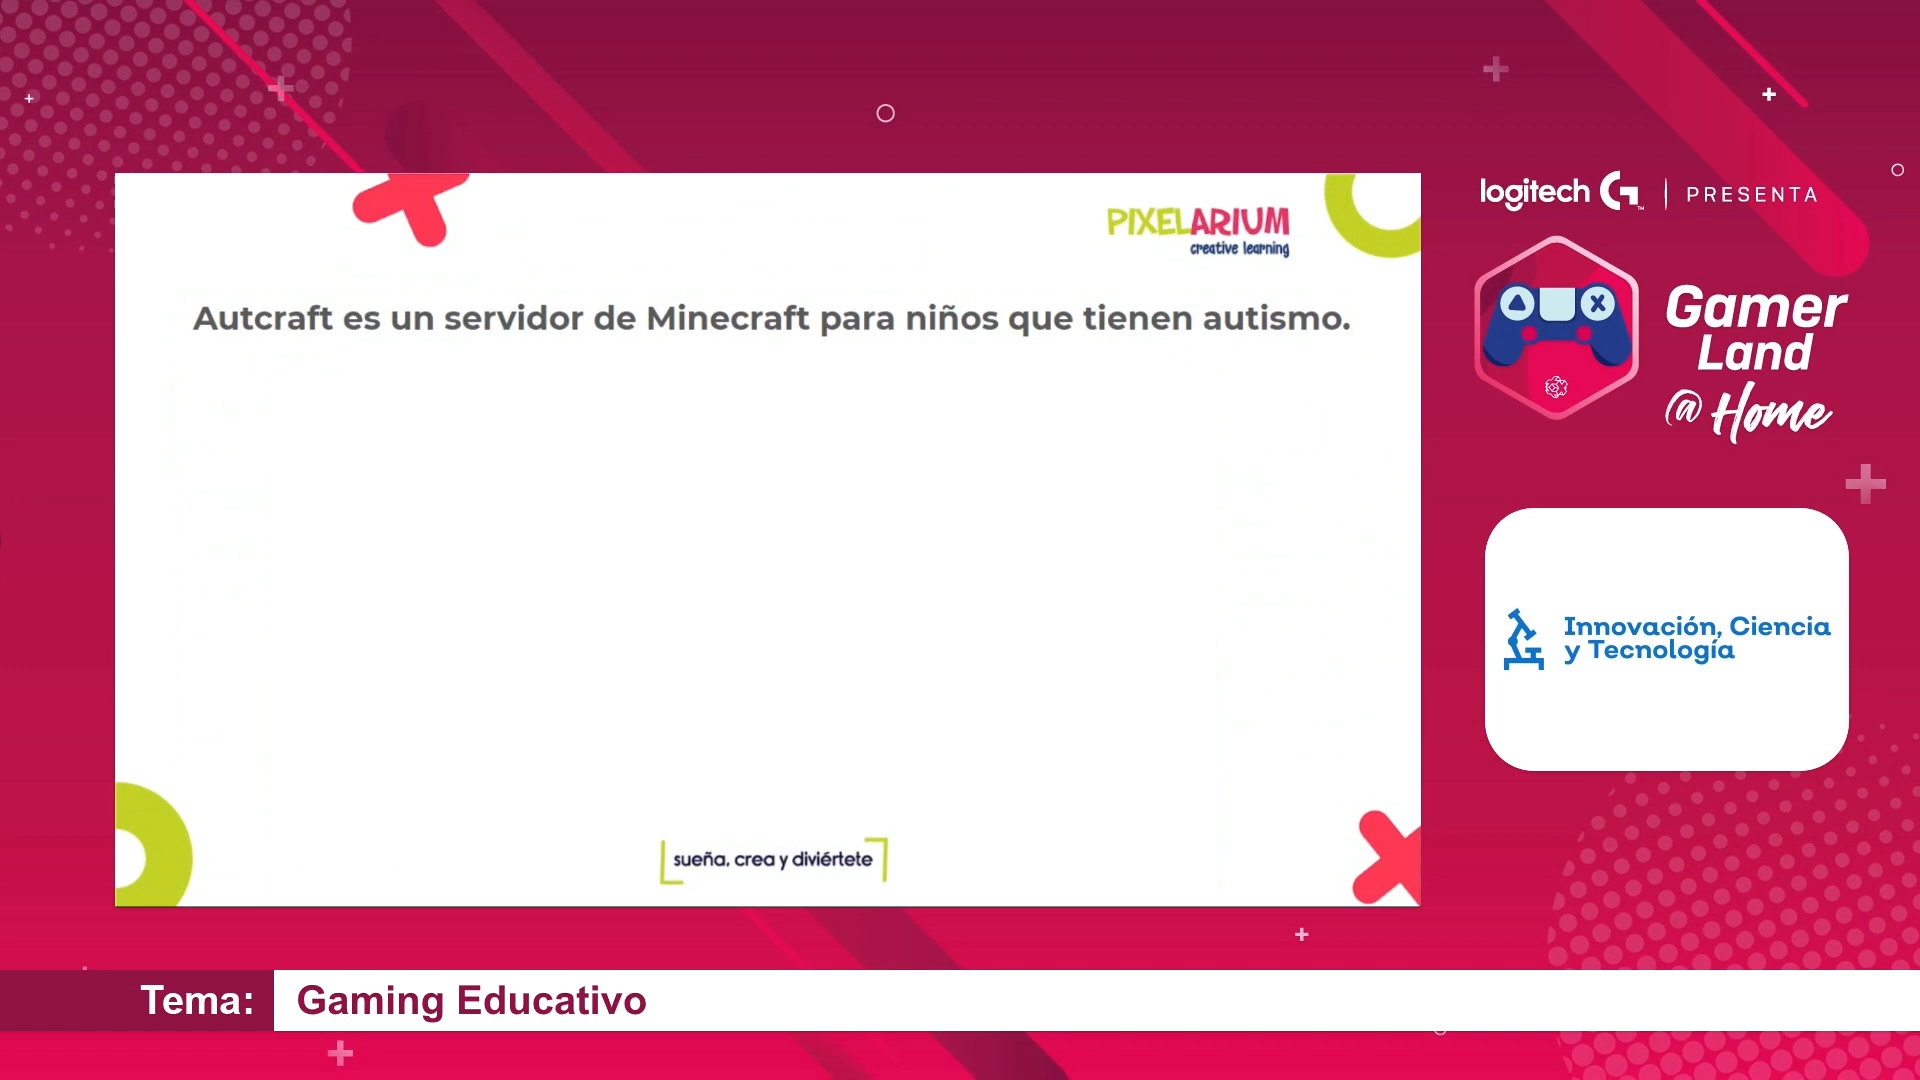 logitech G | PRESENTA
PIXELARIUM
creative learning
Gamer
Land
@ Home
Autcraft es un servidor de Minecraft para niños que tienen autismo.
Innovación, Ciencia
y Tecnología
sueña, crea y diviértete
Tema: Gaming Educativo